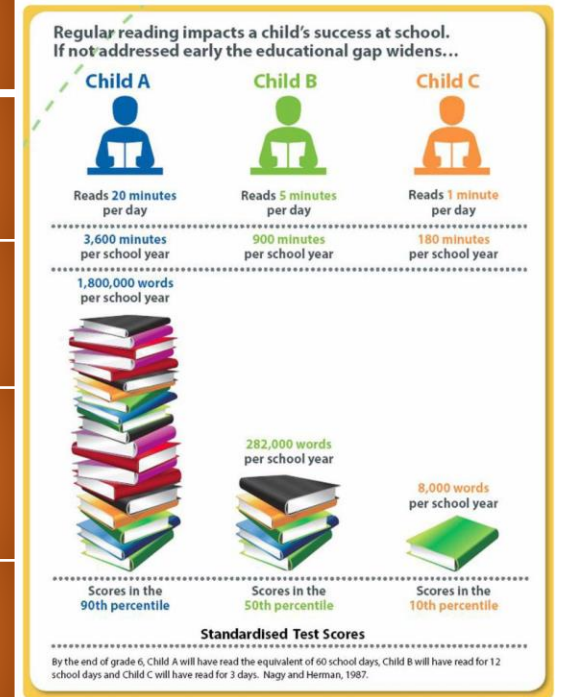 Regular reading impacts a child's success at school.
If not addressed early the educational gap widens...
Child A Child B Child C
Reads 20 minutes per day
Reads 5 minutes per day
Reads 1 minute per day
3,600 minutes per school year
900 minutes per school year
180 minutes per school year
1,800,000 words per school year
282,000 words per school year
8,000 words per school year
Scores in the 90th percentile
Scores in the 50th percentile
Scores in the 10th percentile
Standardised Test Scores
By the end of grade 6, Child A will have read the equivalent of 60 school days, Child B will have read for 12
school days and Child C will have read for 3 days. Nagy and Herman, 1987.